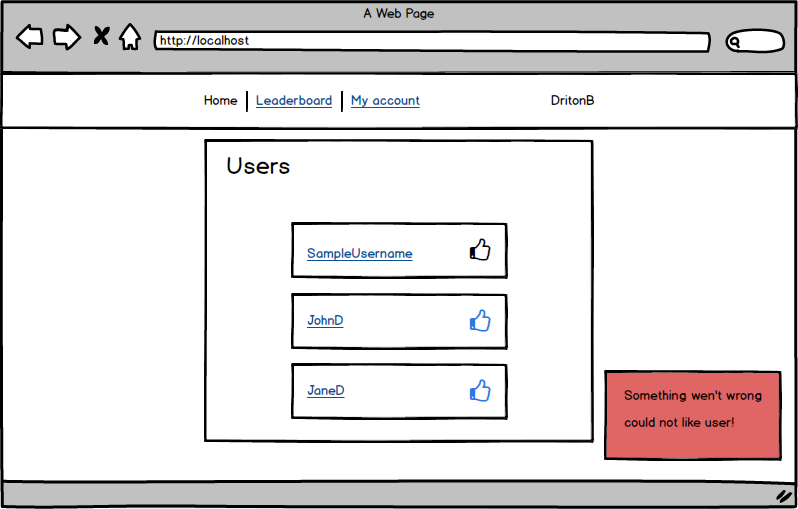 A Web Page
http://localhost
Home Leaderboard My account DritonB
Users
SampleUsername
JohnD
JaneD
Something wen't wrong
could not like user!